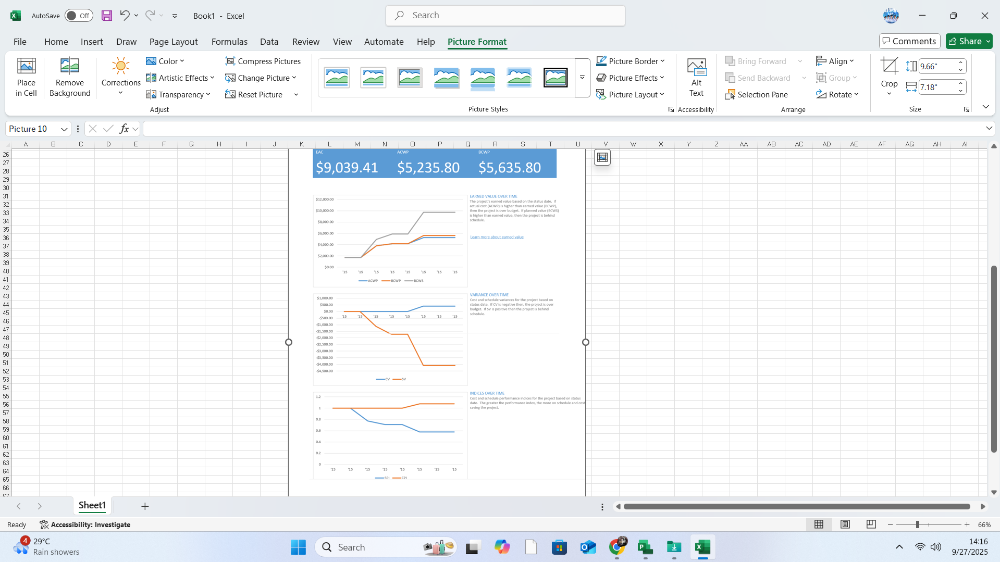 AutoSave Off Book1 - Excel Search
File Home Insert Draw Page Layout Formulas Data Review View Automate Help Picture Format Comments Share
Place in Cell
Remove Background
Corrections
Color
Artistic Effects
Transparency
Compress Pictures
Change Picture
Reset Picture
Adjust
Picture Styles
Picture Border
Picture Effects
Picture Layout
Alt Text
Accessibility
Bring Forward
Send Backward
Selection Pane
Align
Group
Rotate
Arrange
Crop
9.66"
7.18"
Size
Picture 10 fx
A B C D E F G H I J K L M N O P Q R S T U V W X Y Z AA AB AC AD AE AF AG AH AI
26
27
28
29
30
31
32
33
34
35
36
37
38
39
40
41
42
43
44
45
46
47
48
49
50
51
52
53
54
55
56
57
58
59
60
61
62
63
64
65
66
67
EAC ACWP BCWP
$9,039.41 $5,235.80 $5,635.80
$12,000.00
$10,000.00
$8,000.00
$6,000.00
$4,000.00
$2,000.00
$0.00
'15 '15 '15 '15 '15 '15 '15 '15
ACWP BCWP BCWS
EARNED VALUE OVER TIME
The project's earned value based on the status date. If
actual cost (ACWP) is higher than earned value (BCWP),
then the project is over budget. If planned value (BCWS)
is higher than earned value, then the project is behind
schedule.
Learn more about earned value
$1,000.00
$500.00
$0.00
-$500.00
-$1,000.00
-$1,500.00
-$2,000.00
-$2,500.00
-$3,000.00
-$3,500.00
-$4,000.00
-$4,500.00
'15 '15 '15 '15 '15 '15 '15 '15
CV SV
VARIANCE OVER TIME
Cost and schedule variances for the project based on
status date. If CV is negative then, the project is over
budget. If SV is positive then the project is behind
schedule.
1.2
1
0.8
0.6
0.4
0.2
0
'15 '15 '15 '15 '15 '15 '15 '15
SPI CPI
INDICES OVER TIME
Cost and schedule performance indices for the project based on status
date. The greater the performance index, the more on schedule and cost
saving the project.
Sheet1
Ready Accessibility: Investigate 66%
4
29°C
Rain showers
Search
14:16
9/27/2025